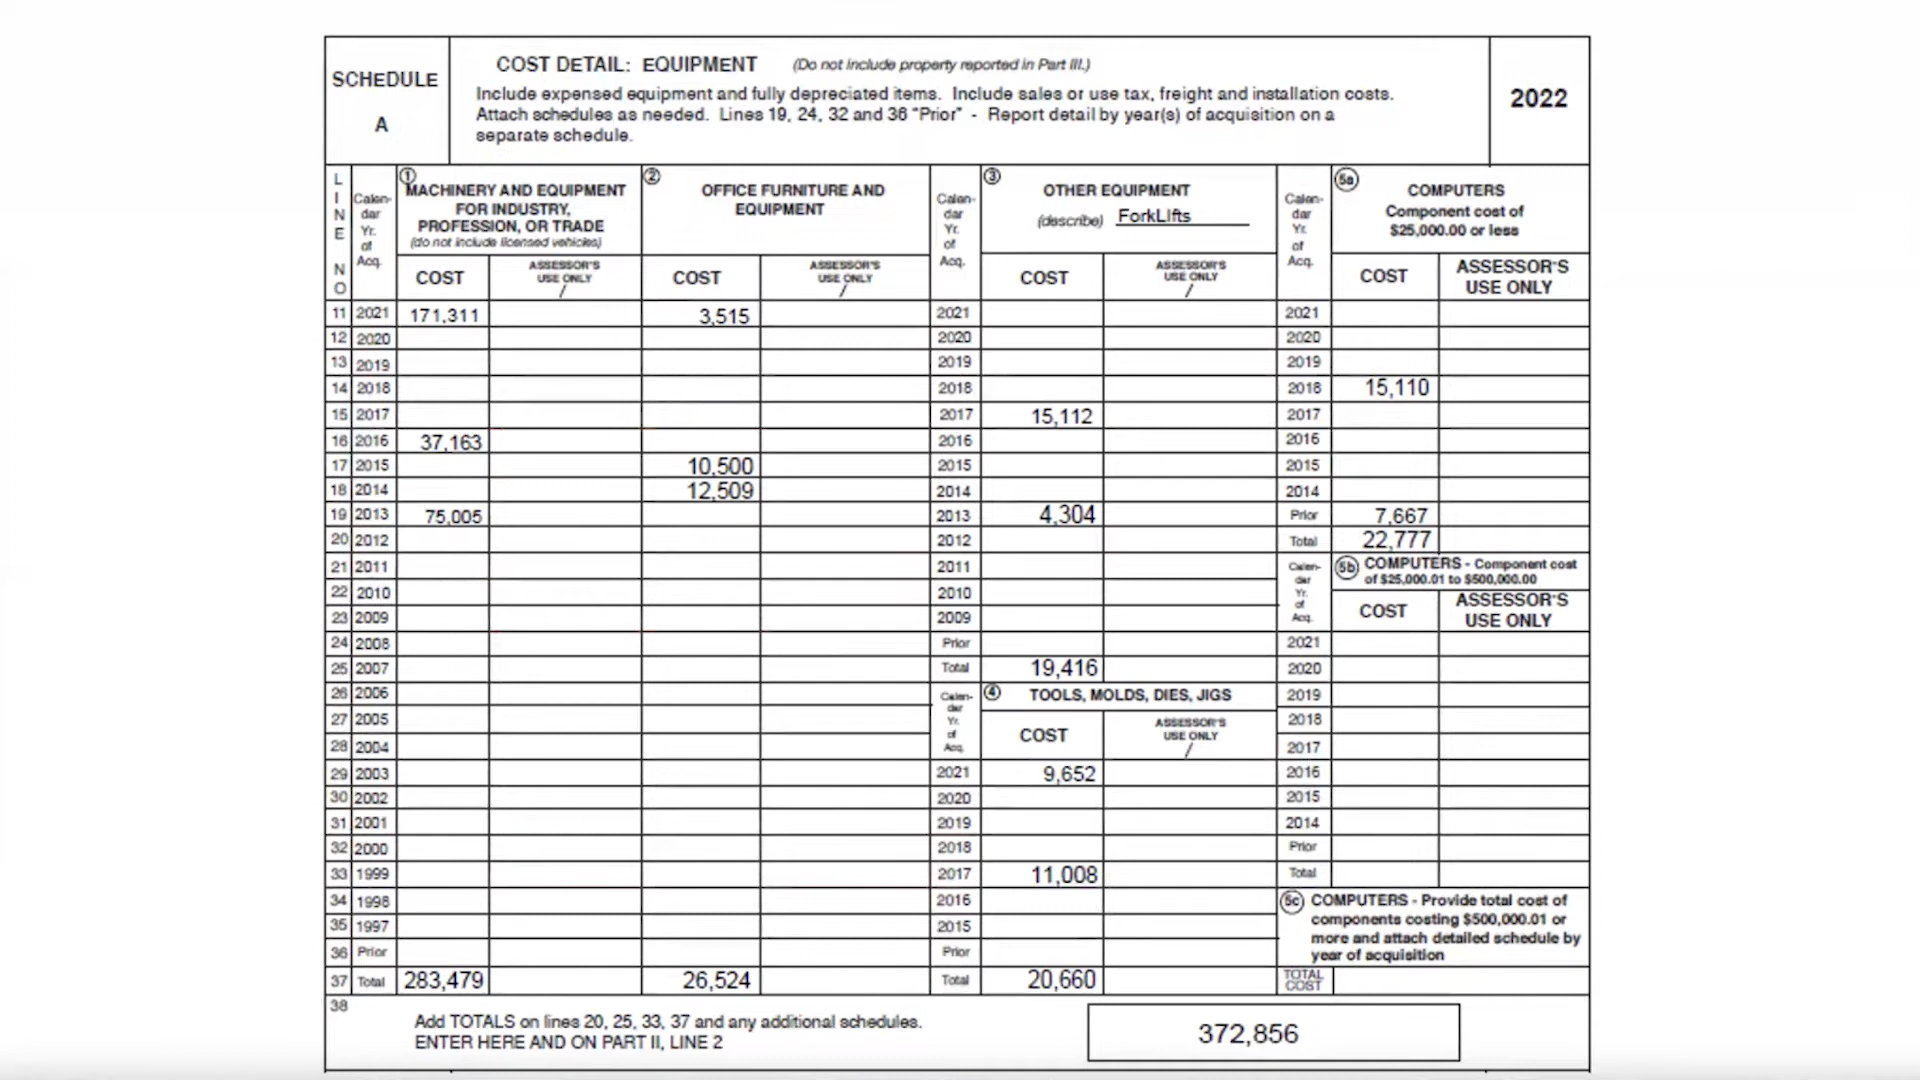 SCHEDULE
A
COST DETAIL: EQUIPMENT (Do not include property reported in Part III.)
Include expensed equipment and fully depreciated items. Include sales or use tax, freight and installation costs.
Attach schedules as needed. Lines 19, 24, 32 and 36 "Prior" - Report detail by year(s) of acquisition on a
separate schedule.
2022
LINE NO
Calen-
dar
Yr.
of
Acq.
①
MACHINERY AND EQUIPMENT
FOR INDUSTRY,
PROFESSION, OR TRADE
(do not include licensed vehicles)
COST
ASSESSOR'S
USE ONLY
/
②
OFFICE FURNITURE AND
EQUIPMENT
COST
ASSESSOR'S
USE ONLY
/
Calen-
dar
Yr.
of
Acq.
③
OTHER EQUIPMENT
(describe) ForkLIfts
COST
ASSESSOR'S
USE ONLY
/
Calen-
dar
Yr.
of
Acq.
5a
COMPUTERS
Component cost of
$25,000.00 or less
COST
ASSESSOR'S
USE ONLY
11 2021 171,311 3,515 2021 2021
12 2020 2020 2020
13 2019 2019 2019
14 2018 2018 2018 15,110
15 2017 2017 15,112 2017
16 2016 37,163 2016 2016
17 2015 10,500 2015 2015
18 2014 12,509 2014 2014
19 2013 75,005 2013 4,304 Prior 7,667
20 2012 2012 Total 22,777
21 2011 2011
22 2010 2010
23 2009 2009
Calen-
dar
Yr.
of
Acq.
5b COMPUTERS - Component cost
of $25,000.01 to $500,000.00
COST
ASSESSOR'S
USE ONLY
24 2008 Prior 2021
25 2007 Total 19,416 2020
26 2006 2019
27 2005 2018
28 2004 2017
Calen-
dar
Yr.
of
Acq.
④ TOOLS, MOLDS, DIES, JIGS
COST
ASSESSOR'S
USE ONLY
/
29 2003 2021 9,652 2016
30 2002 2020 2015
31 2001 2019 2014
32 2000 2018 Prior
33 1999 2017 11,008 Total
34 1998 2016
35 1997 2015
36 Prior Prior
5c COMPUTERS - Provide total cost of
components costing $500,000.01 or
more and attach detailed schedule by
year of acquisition
37 Total 283,479 26,524 Total 20,660 TOTAL
COST
38
Add TOTALS on lines 20, 25, 33, 37 and any additional schedules.
ENTER HERE AND ON PART II, LINE 2
372,856